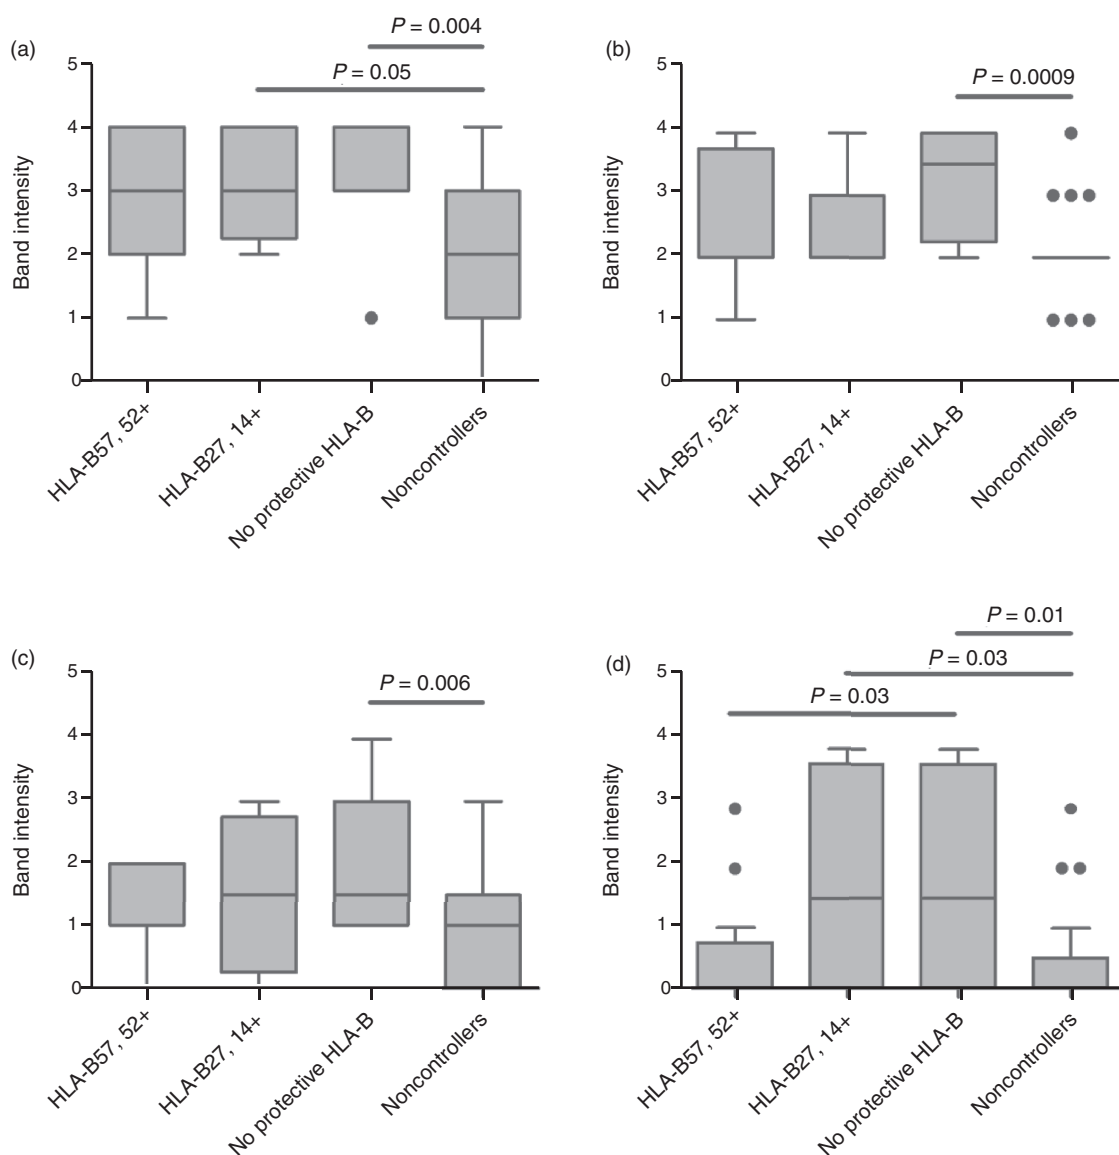 (a)
P = 0.004
P = 0.05
5
4
3
2
1
0
Band intensity
HLA-B57, 52+
HLA-B27, 14+
No protective HLA-B
Noncontrollers
(b)
P = 0.0009
5
4
3
2
1
0
Band intensity
HLA-B57, 52+
HLA-B27, 14+
No protective HLA-B
Noncontrollers
(c)
P = 0.006
5
4
3
2
1
0
Band intensity
HLA-B57, 52+
HLA-B27, 14+
No protective HLA-B
Noncontrollers
(d)
P = 0.01
P = 0.03
P = 0.03
5
4
3
2
1
0
Band intensity
HLA-B57, 52+
HLA-B27, 14+
No protective HLA-B
Noncontrollers